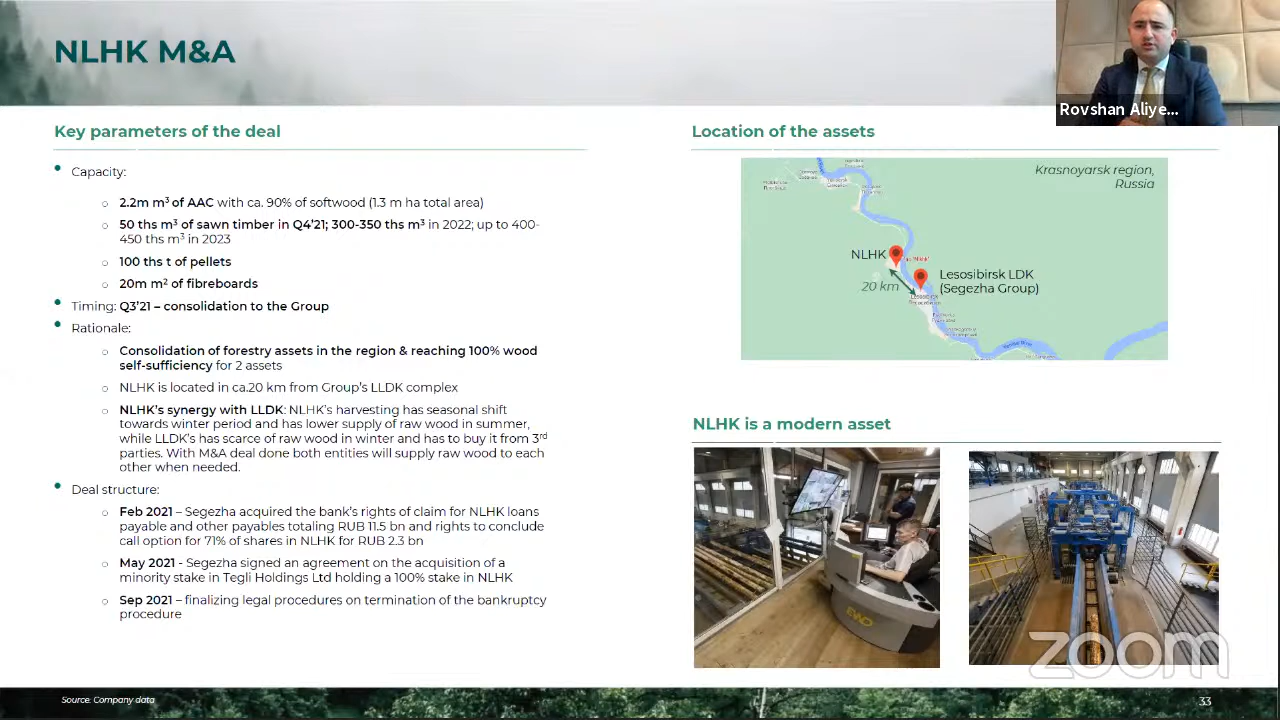 NLHK M&A
Rovshan Aliye...
Key parameters of the deal
Capacity:
2.2m m³ of AAC with ca. 90% of softwood (1.3 m ha total area)
50 ths m³ of sawn timber in Q4'21; 300-350 ths m³ in 2022; up to 400-
450 ths m³ in 2023
100 ths t of pellets
20m m² of fibreboards
Timing: Q3'21 – consolidation to the Group
Rationale:
Consolidation of forestry assets in the region & reaching 100% wood
self-sufficiency for 2 assets
NLHK is located in ca.20 km from Group's LLDK complex
NLHK's synergy with LLDK: NLHK's harvesting has seasonal shift
towards winter period and has lower supply of raw wood in summer,
while LLDK's has scarce of raw wood in winter and has to buy it from 3rd
parties. With M&A deal done both entities will supply raw wood to each
other when needed.
Deal structure:
Feb 2021 – Segezha acquired the bank's rights of claim for NLHK loans
payable and other payables totaling RUB 11.5 bn and rights to conclude
call option for 71% of shares in NLHK for RUB 2.3 bn
May 2021 - Segezha signed an agreement on the acquisition of a
minority stake in Tegli Holdings Ltd holding a 100% stake in NLHK
Sep 2021 – finalizing legal procedures on termination of the bankruptcy
procedure
Location of the assets
Krasnoyarsk region,
Russia
NLHK
Lesosibirsk LDK
(Segezha Group)
20 km
NLHK is a modern asset
EWD
zoom
Source: Company data
33